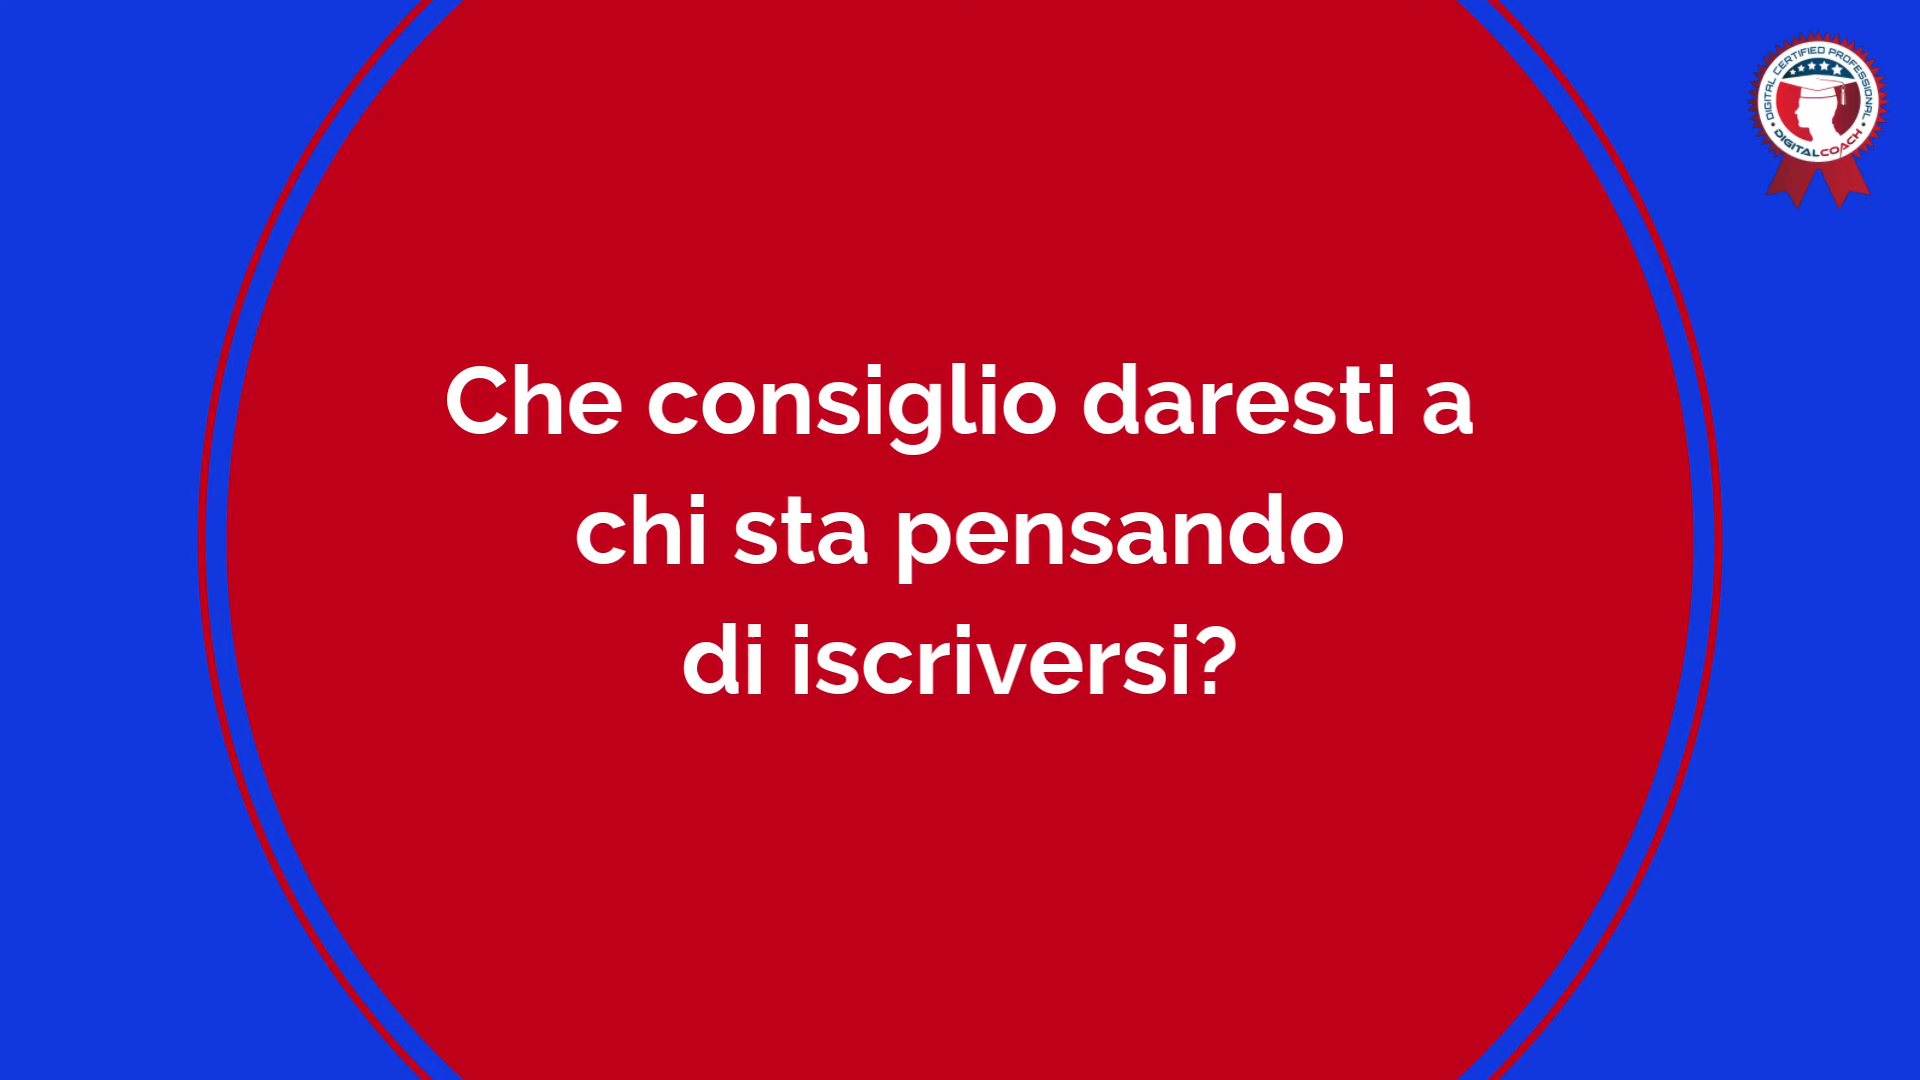 Che consiglio daresti a
chi sta pensando
di iscriversi?
DIGITAL CERTIFIED PROFESSIONAL
DIGITALCOACH